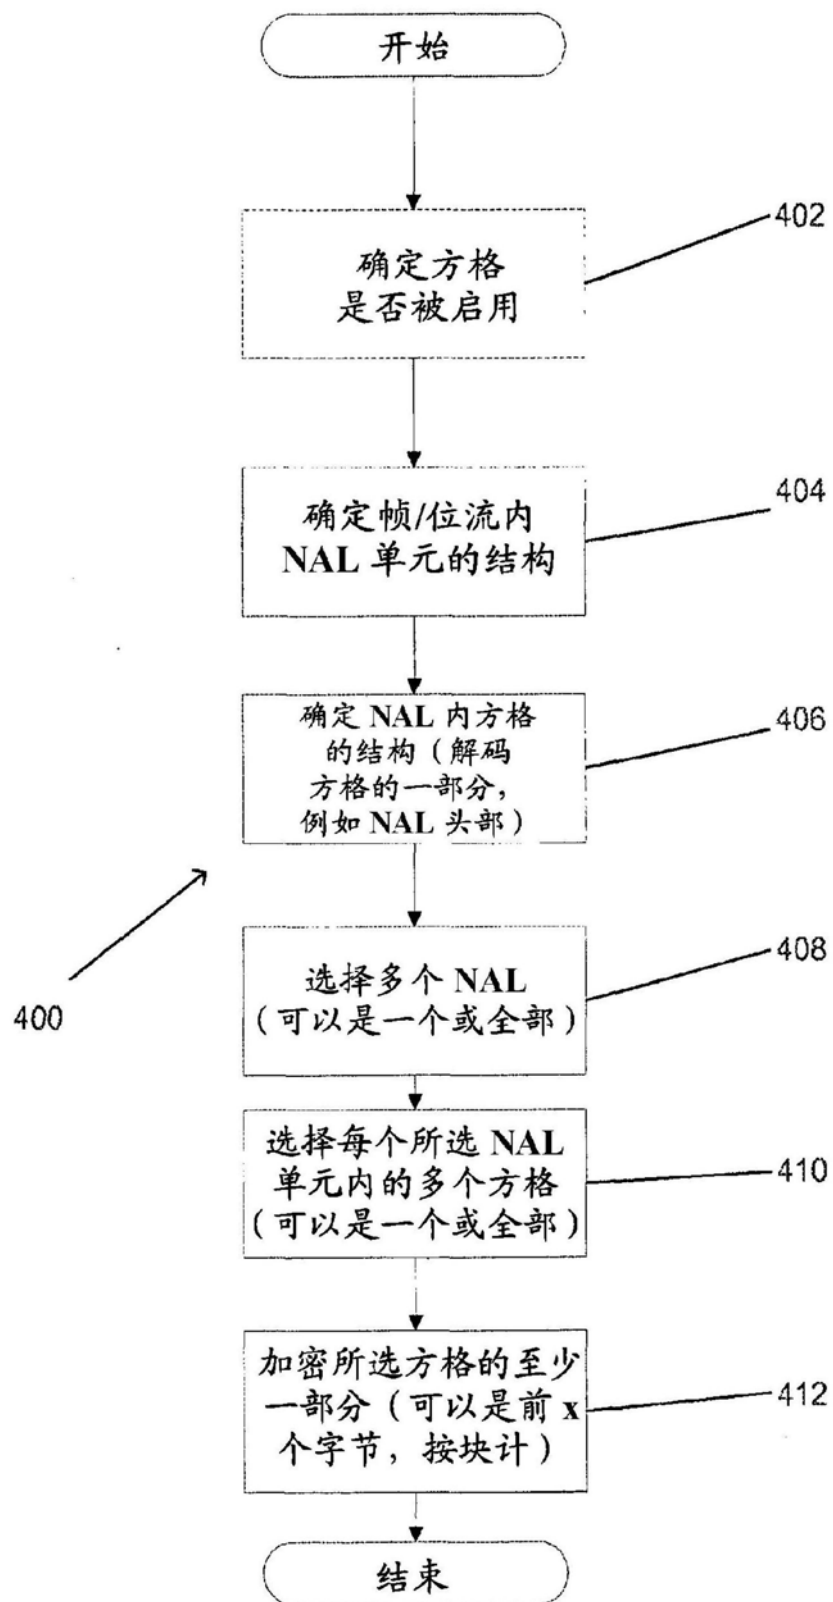 开始
402
确定方格
是否被启用
404
确定帧/位流内
NAL 单元的结构
406
确定 NAL 内方格
的结构（解码
方格的一部分，
例如 NAL 头部）
400
408
选择多个 NAL
（可以是一个或全部）
410
选择每个所选 NAL
单元内的多个方格
（可以是一个或全部）
412
加密所选方格的至少
一部分（可以是前 x
个字节，按块计）
结束